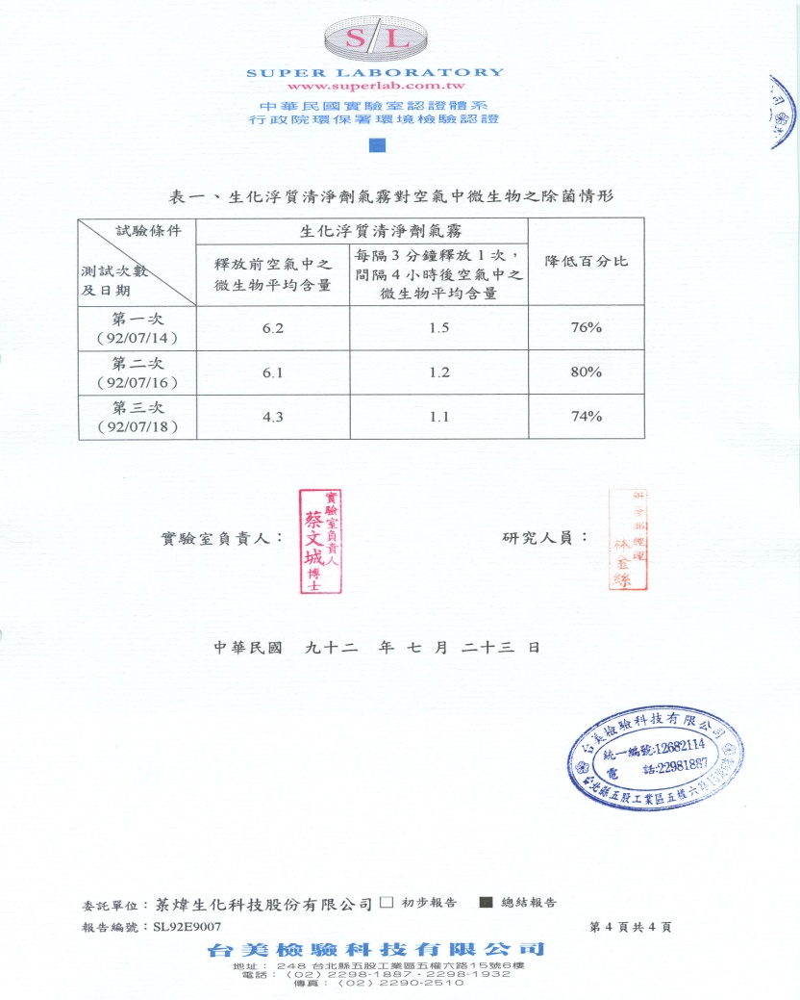 S/L
SUPER LABORATORY
www.superlab.com.tw
中華民國實驗室認證體系
行政院環保署環境檢驗認證
表一、生化浮質清淨劑氣霧對空氣中微生物之除菌情形
試驗條件
測試次數
及日期
生化浮質清淨劑氣霧
釋放前空氣中之
微生物平均含量
每隔3分鐘釋放1次，
間隔4小時後空氣中之
微生物平均含量
降低百分比
第一次
（92/07/14）
6.2
1.5
76%
第二次
（92/07/16）
6.1
1.2
80%
第三次
（92/07/18）
4.3
1.1
74%
實驗室負責人：
實驗室負責人
蔡文城博士
研究人員：
研發部經理
林金絲
中華民國 九十二 年 七 月 二十三 日
台美檢驗科技有限公司
統一編號:12682114
電 話:22981887
台北縣五股工業區五權六路15號6樓
委託單位：菉煒生化科技股份有限公司 □ 初步報告 ■ 總結報告
報告編號：SL92E9007
第 4 頁共 4 頁
台美檢驗科技有限公司
地址： 248 台北縣五股工業區五權六路15號6樓
電話：（02）2298-1887・2298-1932
傳真：（02）2290-2510